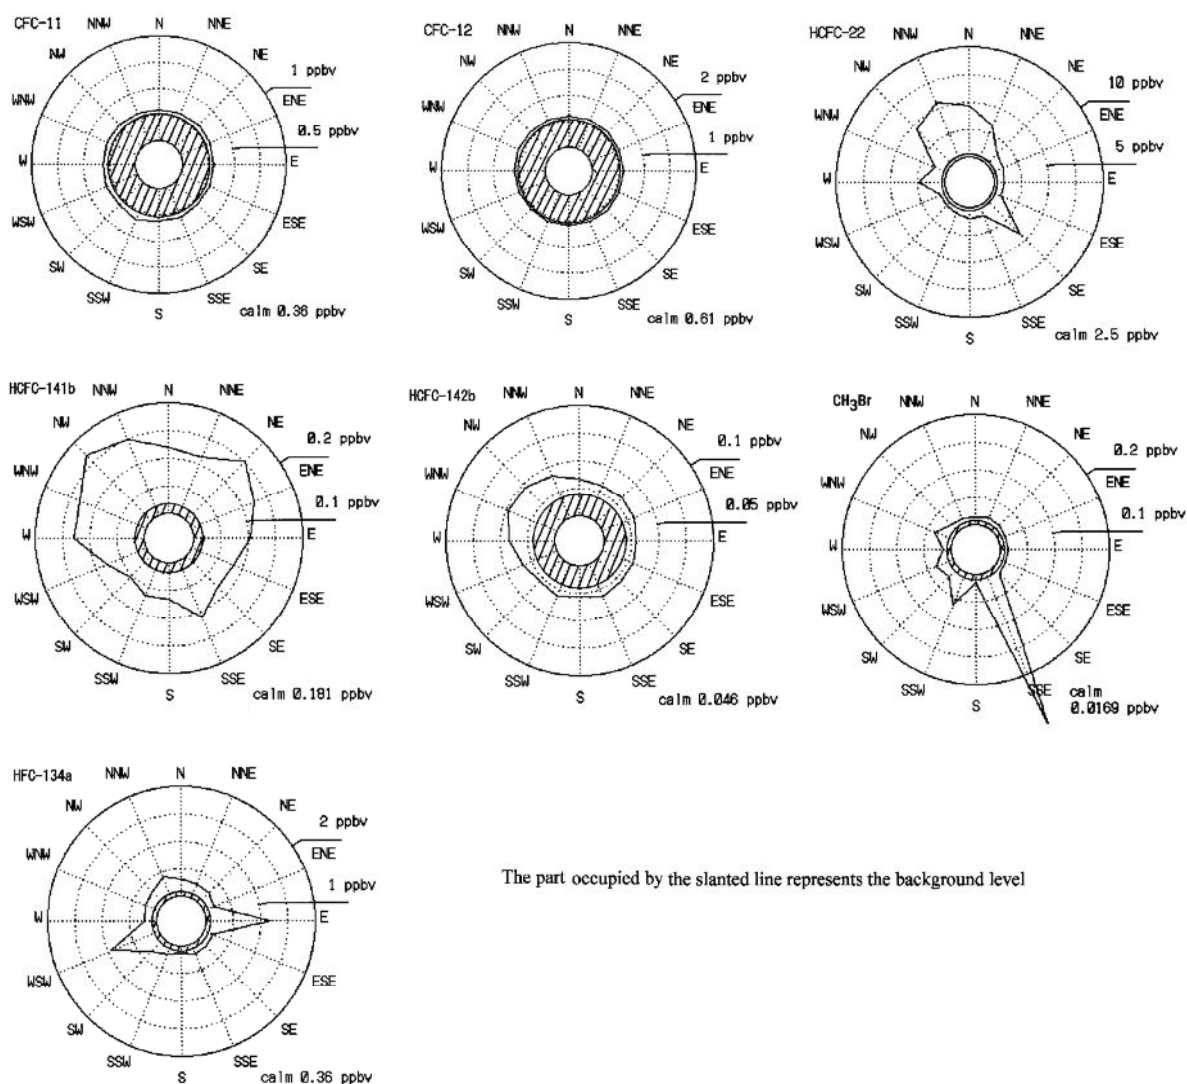 CFC-11 NNW N NNE
NW NE
1 ppbv
WNW ENE
0.5 ppbv
W E
WSW ESE
SW SE
SSW SSE
S
calm 0.36 ppbv
CFC-12 NNW N NNE
NW NE
2 ppbv
WNW ENE
1 ppbv
W E
WSW ESE
SW SE
SSW SSE
S
calm 0.61 ppbv
HCFC-22 NNW N NNE
NW NE
10 ppbv
WNW ENE
5 ppbv
W E
WSW ESE
SW SE
SSW SSE
S
calm 2.5 ppbv
HCFC-141b NNW N NNE
NW NE
0.2 ppbv
WNW ENE
0.1 ppbv
W E
WSW ESE
SW SE
SSW SSE
S
calm 0.181 ppbv
HCFC-142b NNW N NNE
NW NE
0.1 ppbv
WNW ENE
0.05 ppbv
W E
WSW ESE
SW SE
SSW SSE
S
calm 0.046 ppbv
CH3Br NNW N NNE
NW NE
0.2 ppbv
WNW ENE
0.1 ppbv
W E
WSW ESE
SW SE
SSW SSE
S
calm
0.0169 ppbv
HFC-134a NNW N NNE
NW NE
2 ppbv
WNW ENE
1 ppbv
W E
WSW ESE
SW SE
SSW SSE
S
calm 0.36 ppbv
The part occupied by the slanted line represents the background level